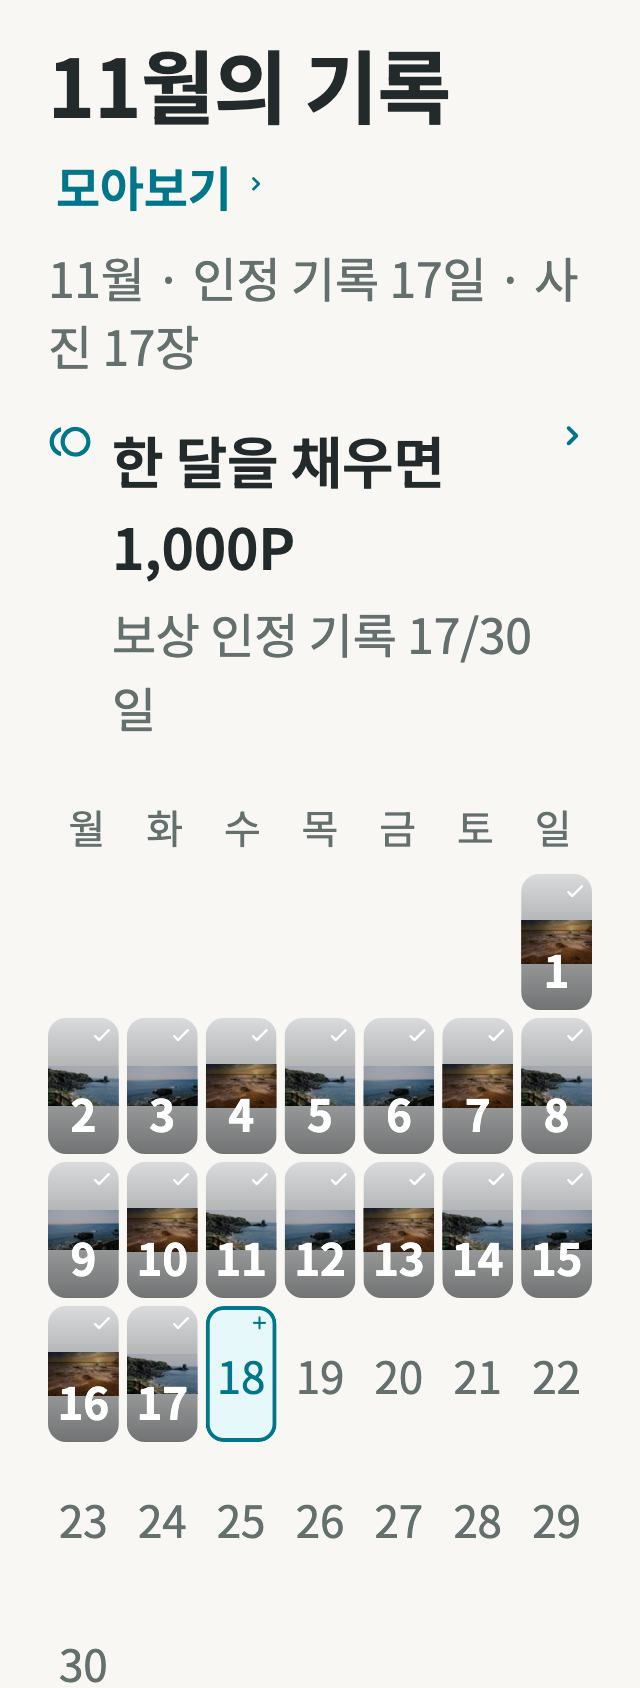 11월의 기록
모아보기 ›
11월 · 인정 기록 17일 · 사
진 17장
한 달을 채우면
1,000P
보상 인정 기록 17/30
일
월 화 수 목 금 토 일
1
2 3 4 5 6 7 8
9 10 11 12 13 14 15
16 17 18 19 20 21 22
23 24 25 26 27 28 29
30